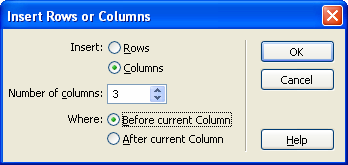 Insert Rows or Columns
Insert: Rows
Columns
Number of columns: 3
Where: Before current Column
After current Column
OK
Cancel
Help